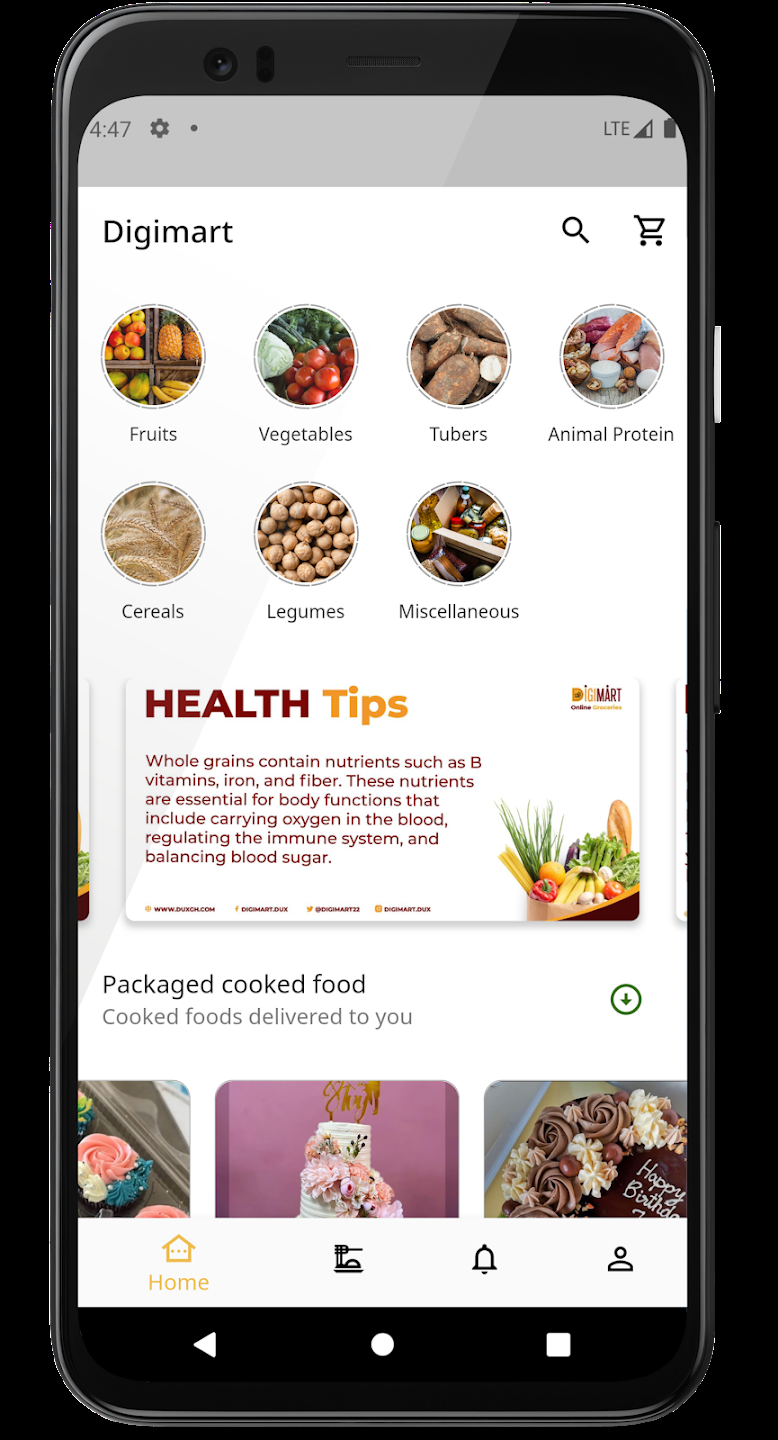 4:47
LTE
Digimart
Fruits
Vegetables
Tubers
Animal Protein
Cereals
Legumes
Miscellaneous
HEALTH Tips
DIGIMART
Online Groceries
Whole grains contain nutrients such as B
vitamins, iron, and fiber. These nutrients
are essential for body functions that
include carrying oxygen in the blood,
regulating the immune system, and
balancing blood sugar.
WWW.DUXGH.COM
DIGIMART.DUX
@DIGIMART22
DIGIMART.DUX
Packaged cooked food
Cooked foods delivered to you
Happy
Home